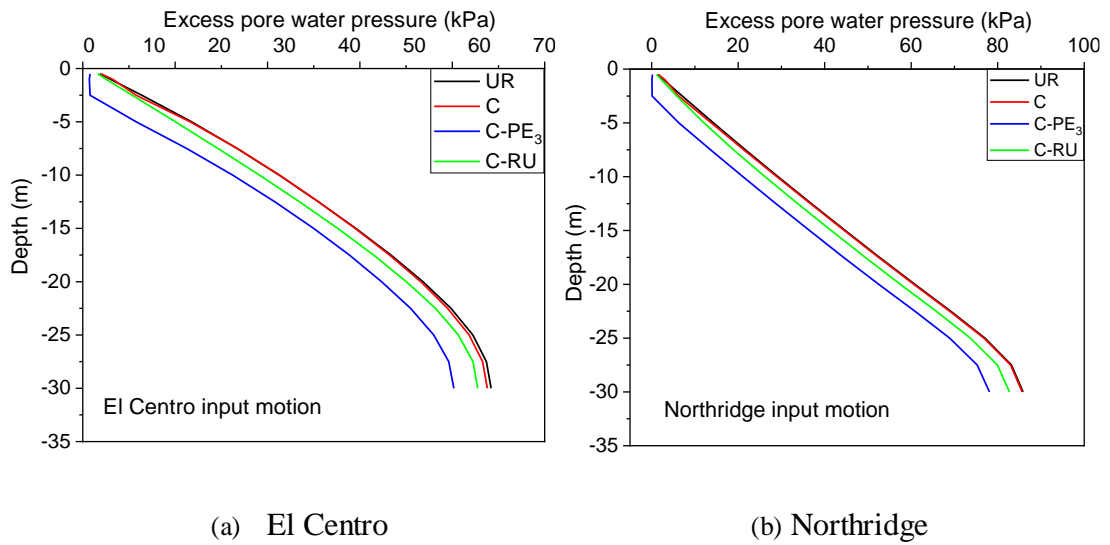 Excess pore water pressure (kPa)
0 10 20 30 40 50 60 70
0
-5
-10
-15
-20
-25
-30
-35
Depth (m)
UR
C
C-PE₃
C-RU
El Centro input motion
Excess pore water pressure (kPa)
0 20 40 60 80 100
0
-5
-10
-15
-20
-25
-30
-35
Depth (m)
UR
C
C-PE₃
C-RU
Northridge input motion
(a) El Centro
(b) Northridge